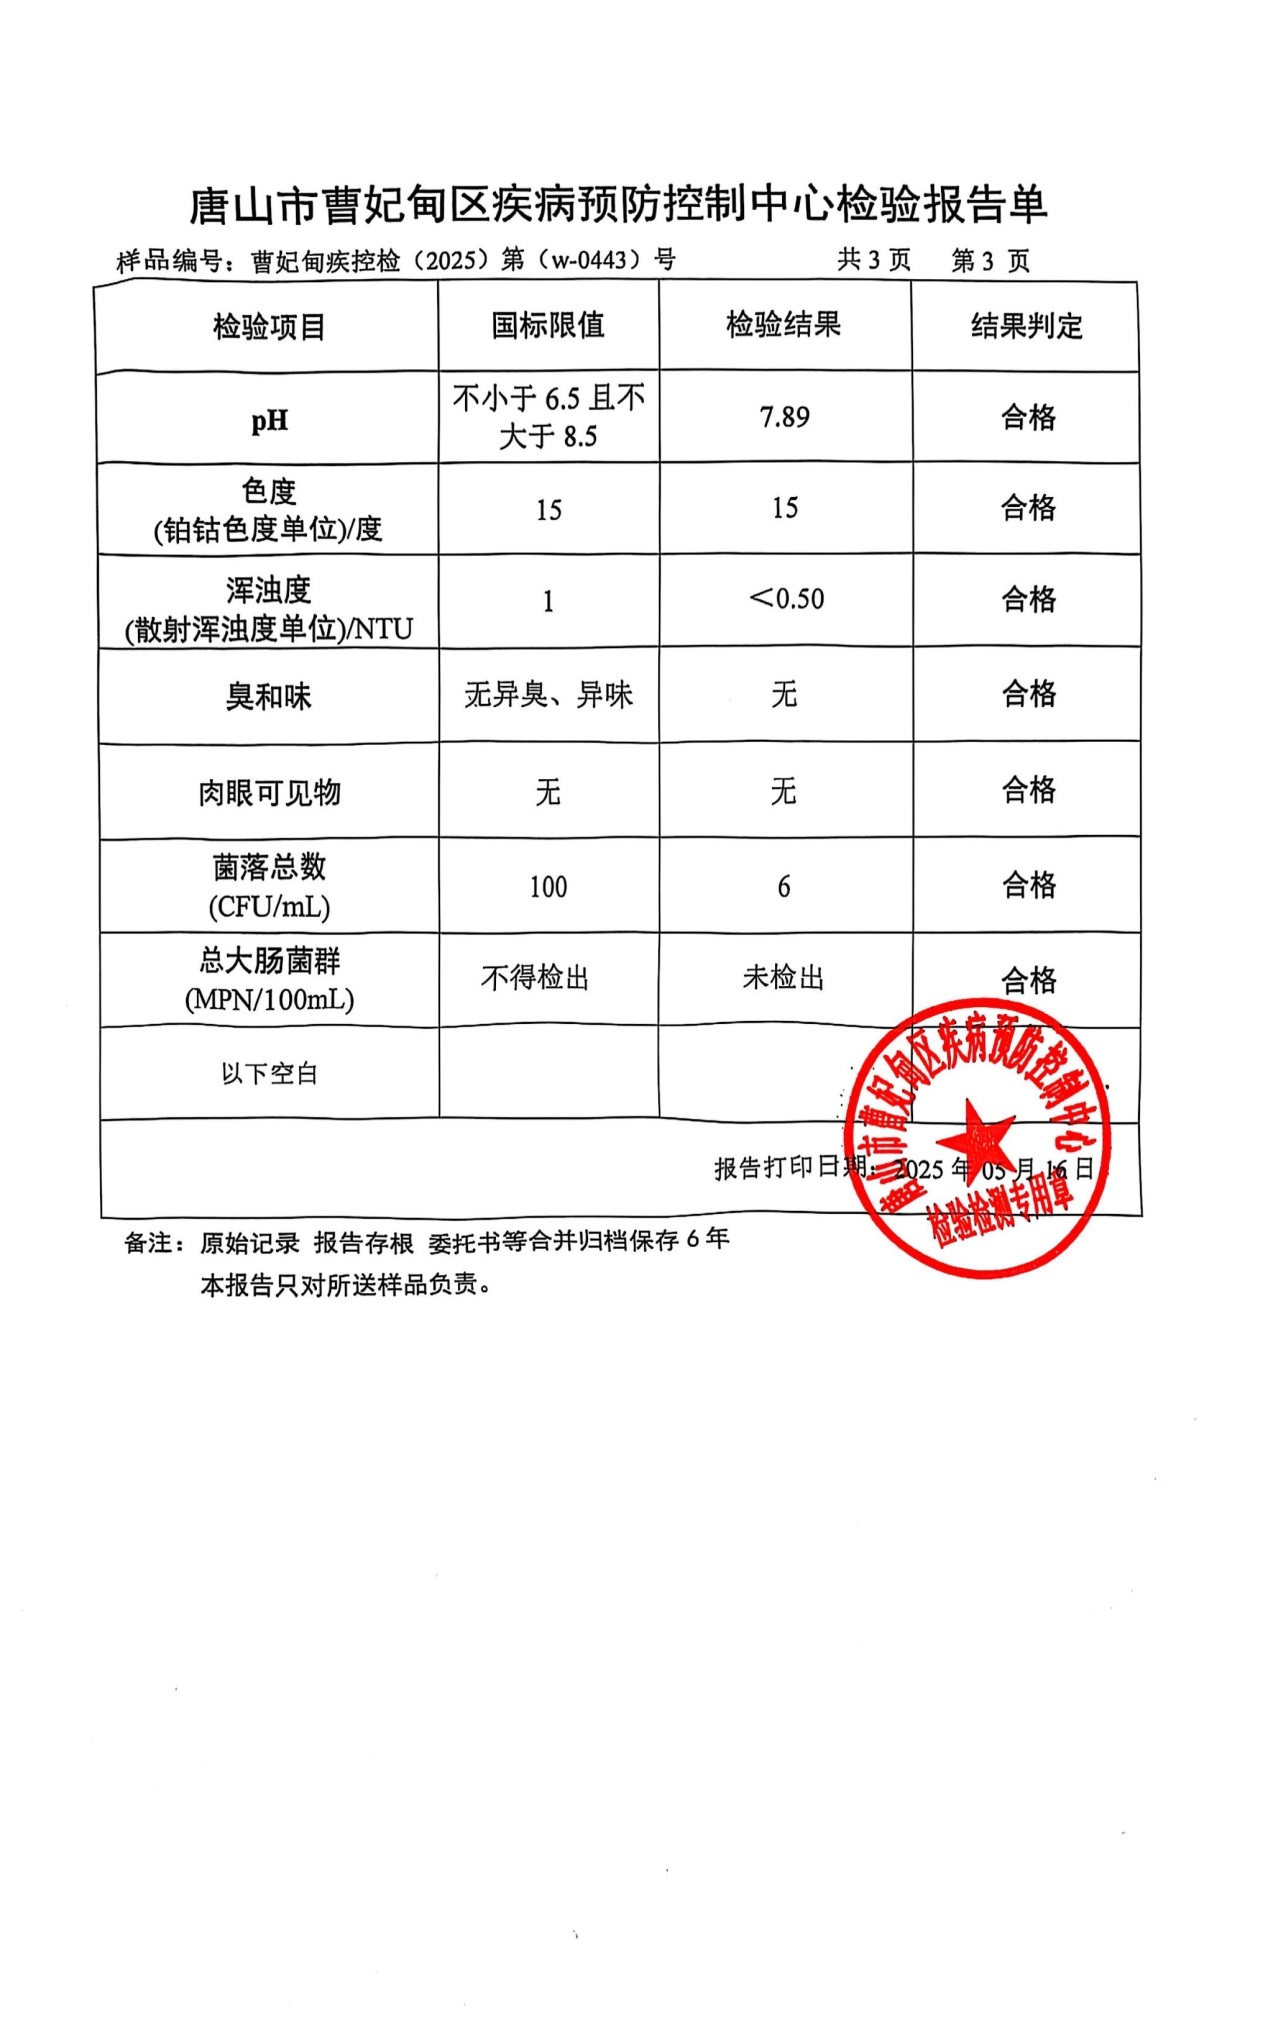 唐山市曹妃甸区疾病预防控制中心检验报告单
样品编号：曹妃甸疾控检（2025）第（w-0443）号 共3页 第3 页
检验项目 国标限值 检验结果 结果判定
pH 不小于 6.5 且不大于 8.5 7.89 合格
色度
(铂钴色度单位)/度 15 15 合格
浑浊度
(散射浑浊度单位)/NTU 1 ＜0.50 合格
臭和味 无异臭、异味 无 合格
肉眼可见物 无 无 合格
菌落总数
(CFU/mL) 100 6 合格
总大肠菌群
(MPN/100mL) 不得检出 未检出 合格
以下空白
报告打印日期：2025 年 05 月 16 日
唐山市曹妃甸区疾病预防控制中心
检验检测专用章
备注：原始记录 报告存根 委托书等合并归档保存 6 年
本报告只对所送样品负责。